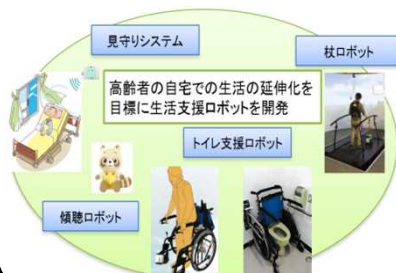 見守りシステム
杖ロボット
高齢者の自宅での生活の延伸化を
目標に生活支援ロボットを開発
トイレ支援ロボット
傾聴ロボット